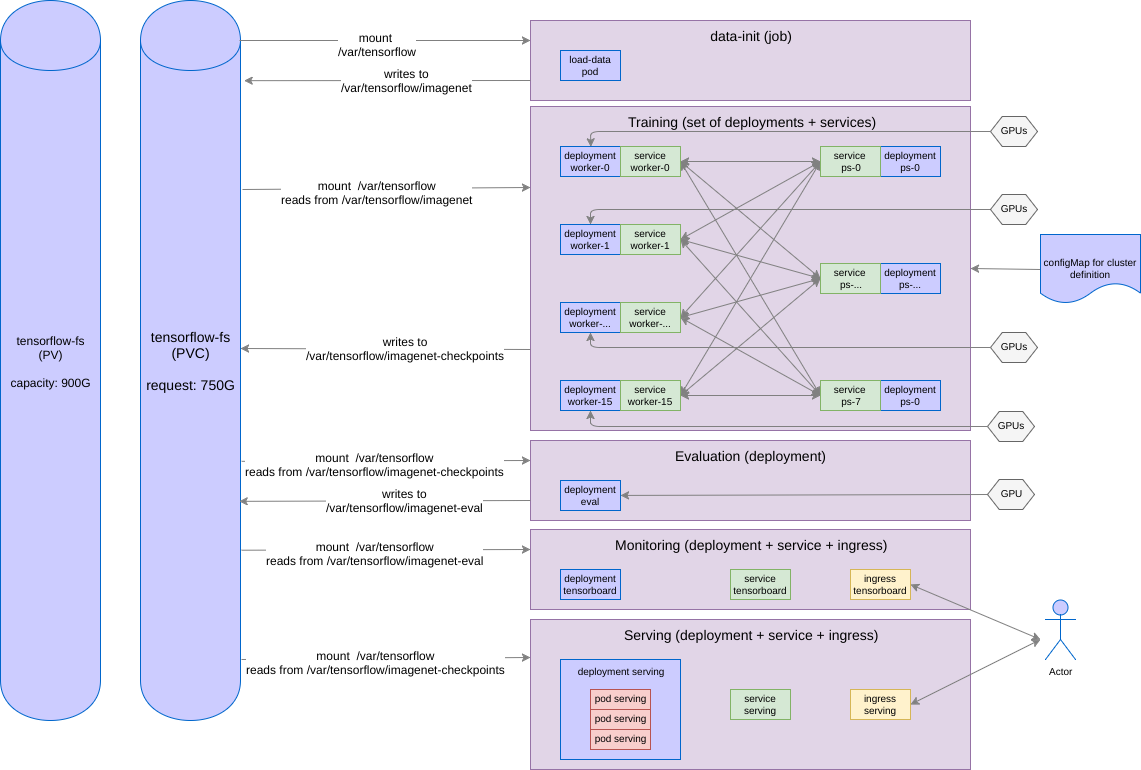 tensorflow-fs
(PV)
capacity: 900G
tensorflow-fs
(PVC)
request: 750G
mount
/var/tensorflow
writes to
/var/tensorflow/imagenet
data-init (job)
load-data
pod
mount  /var/tensorflow
reads from /var/tensorflow/imagenet
writes to
/var/tensorflow/imagenet-checkpoints
Training (set of deployments + services)
deployment
worker-0
service
worker-0
service
ps-0
deployment
ps-0
GPUs
deployment
worker-1
service
worker-1
GPUs
service
ps-...
deployment
ps-...
configMap for cluster
definition
deployment
worker-...
service
worker-...
GPUs
deployment
worker-15
service
worker-15
service
ps-7
deployment
ps-0
GPUs
mount  /var/tensorflow
reads from /var/tensorflow/imagenet-checkpoints
writes to
/var/tensorflow/imagenet-eval
Evaluation (deployment)
deployment
eval
GPU
mount  /var/tensorflow
reads from /var/tensorflow/imagenet-eval
Monitoring (deployment + service + ingress)
deployment
tensorboard
service
tensorboard
ingress
tensorboard
mount  /var/tensorflow
reads from /var/tensorflow/imagenet-checkpoints
Serving (deployment + service + ingress)
deployment serving
pod serving
pod serving
pod serving
service
serving
ingress
serving
Actor